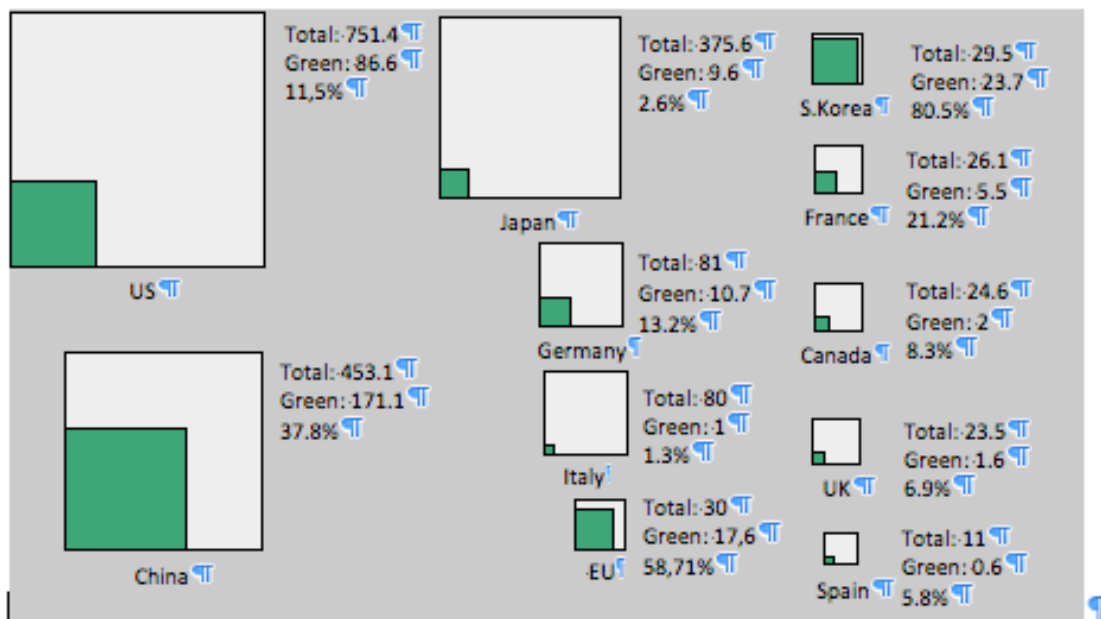 Total: 751.4
Green: 86.6
11,5%
US
Total: 453.1
Green: 171.1
37.8%
China
Total: 375.6
Green: 9.6
2.6%
Japan
Total: 81
Green: 10.7
13.2%
Germany
Total: 80
Green: 1
1.3%
Italy
Total: 30
Green: 17,6
58,71%
EU
Total: 29.5
Green: 23.7
80.5%
S.Korea
Total: 26.1
Green: 5.5
21.2%
France
Total: 24.6
Green: 2
8.3%
Canada
Total: 23.5
Green: 1.6
6.9%
UK
Total: 11
Green: 0.6
5.8%
Spain